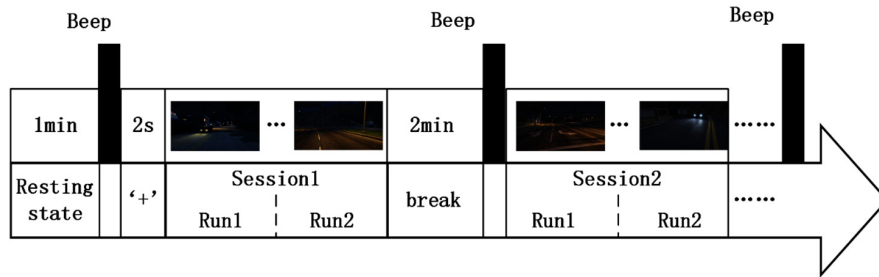 Beep
Beep
Beep
1min
2s
...
2min
...
......
Resting
state
‘+’
Session1
Run1
Run2
break
Session2
Run1
Run2
......